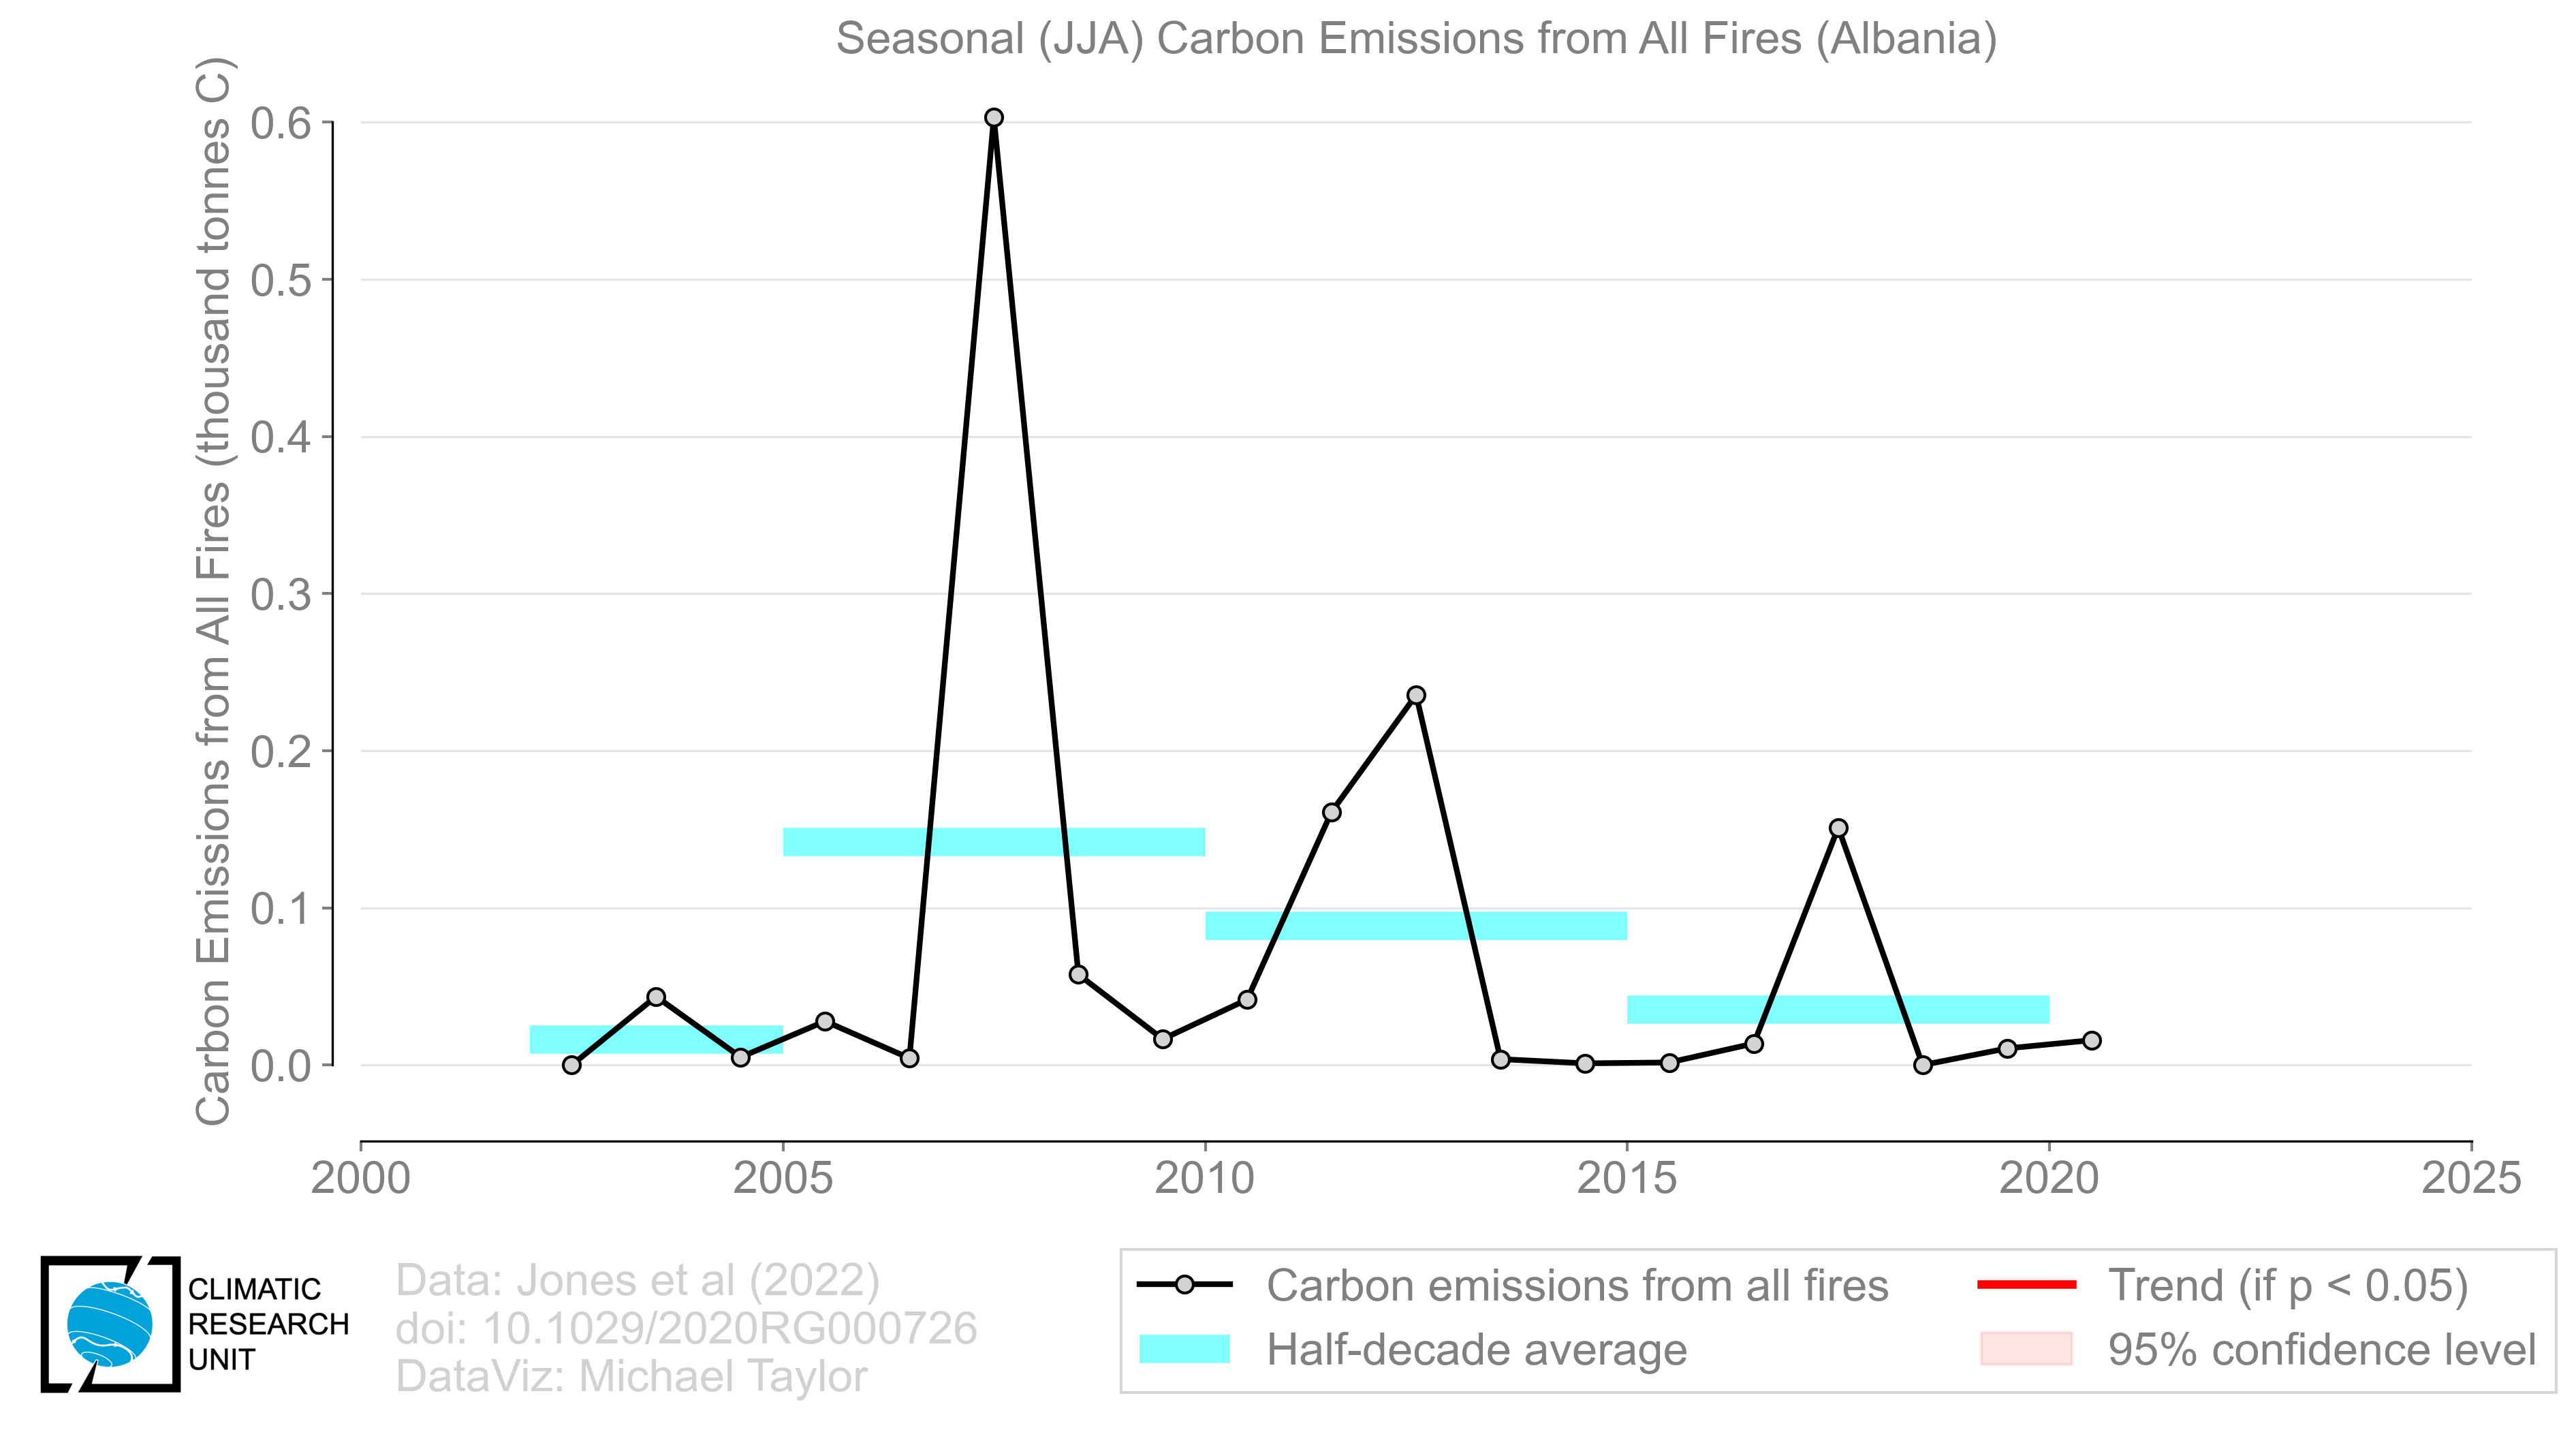 Seasonal (JJA) Carbon Emissions from All Fires (Albania)
Carbon Emissions from All Fires (thousand tonnes C)
0.6
0.5
0.4
0.3
0.2
0.1
0.0
2000 2005 2010 2015 2020 2025
CLIMATIC
RESEARCH
UNIT
Data: Jones et al (2022)
doi: 10.1029/2020RG000726
DataViz: Michael Taylor
Carbon emissions from all fires
Half-decade average
Trend (if p < 0.05)
95% confidence level